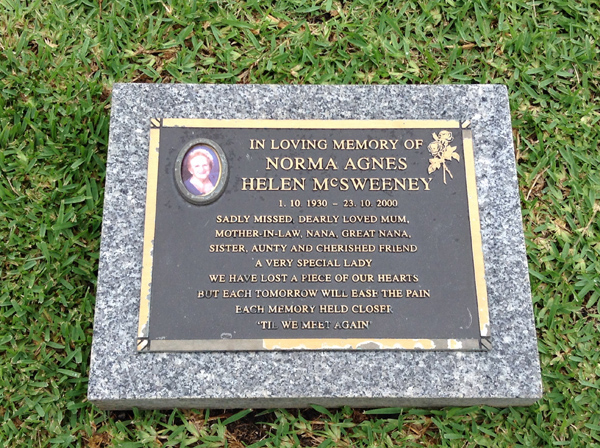 IN LOVING MEMORY OF
NORMA AGNES
HELEN McSWEENEY
1. 10. 1930 - 23. 10. 2000
SADLY MISSED, DEARLY LOVED MUM,
MOTHER-IN-LAW, NANA, GREAT NANA,
SISTER, AUNTY AND CHERISHED FRIEND
A VERY SPECIAL LADY
WE HAVE LOST A PIECE OF OUR HEARTS
BUT EACH TOMORROW WILL EASE THE PAIN
EACH MEMORY HELD CLOSER
'TIL WE MEET AGAIN'